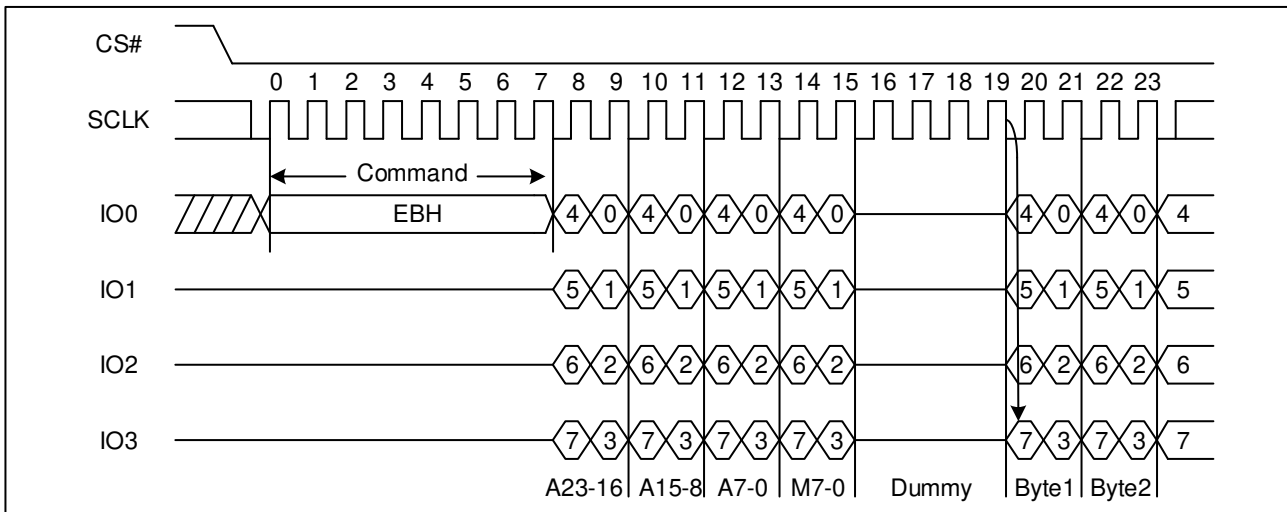 CS#
0 1 2 3 4 5 6 7 8 9 10 11 12 13 14 15 16 17 18 19 20 21 22 23
SCLK
Command
IO0 EBH 4 0 4 0 4 0 4 0 4 0 4 0 4
IO1 5 1 5 1 5 1 5 1 5 1 5 1 5
IO2 6 2 6 2 6 2 6 2 6 2 6 2 6
IO3 7 3 7 3 7 3 7 3 7 3 7 3 7
A23-16 A15-8 A7-0 M7-0 Dummy Byte1 Byte2